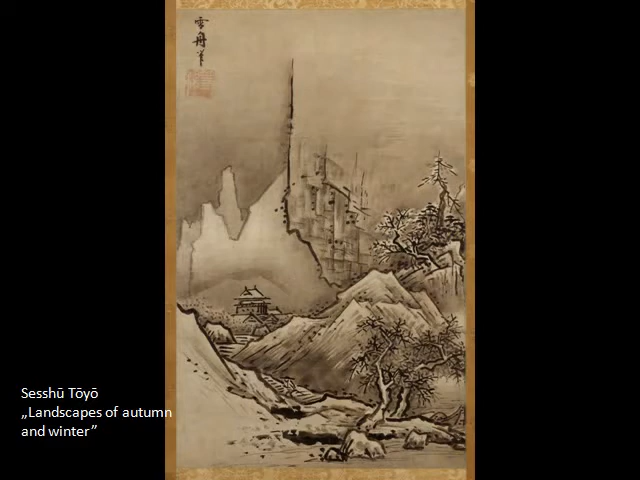 雪舟筆
Sesshū Tōyō
„Landscapes of autumn
and winter”